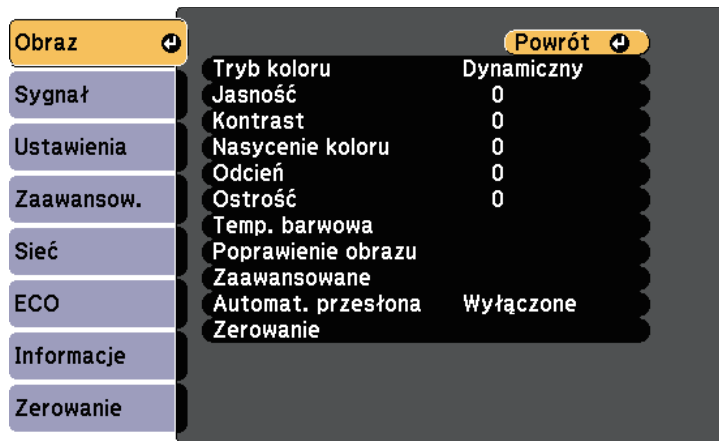 Obraz
Sygnał
Ustawienia
Zaawansow.
Sieć
ECO
Informacje
Zerowanie
Powrót
Tryb koloru Dynamiczny
Jasność 0
Kontrast 0
Nasycenie koloru 0
Odcień 0
Ostrość 0
Temp. barwowa
Poprawienie obrazu
Zaawansowane
Automat. przesłona Wyłączone
Zerowanie